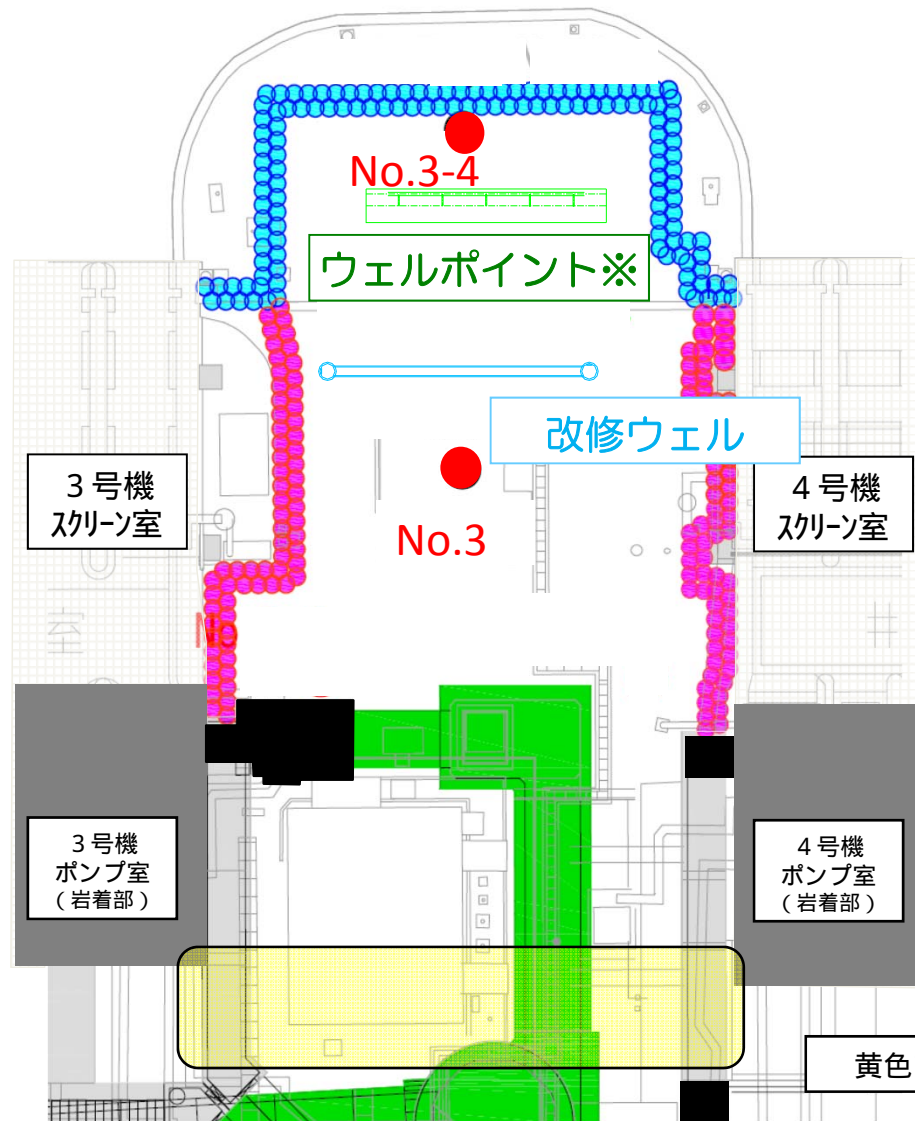 No.3-4
ウェルポイント※
改修ウェル
３号機
スクリーン室
４号機
スクリーン室
No.3
No
３号機
ポンプ室
(岩着部)
４号機
ポンプ室
(岩着部)
黄色